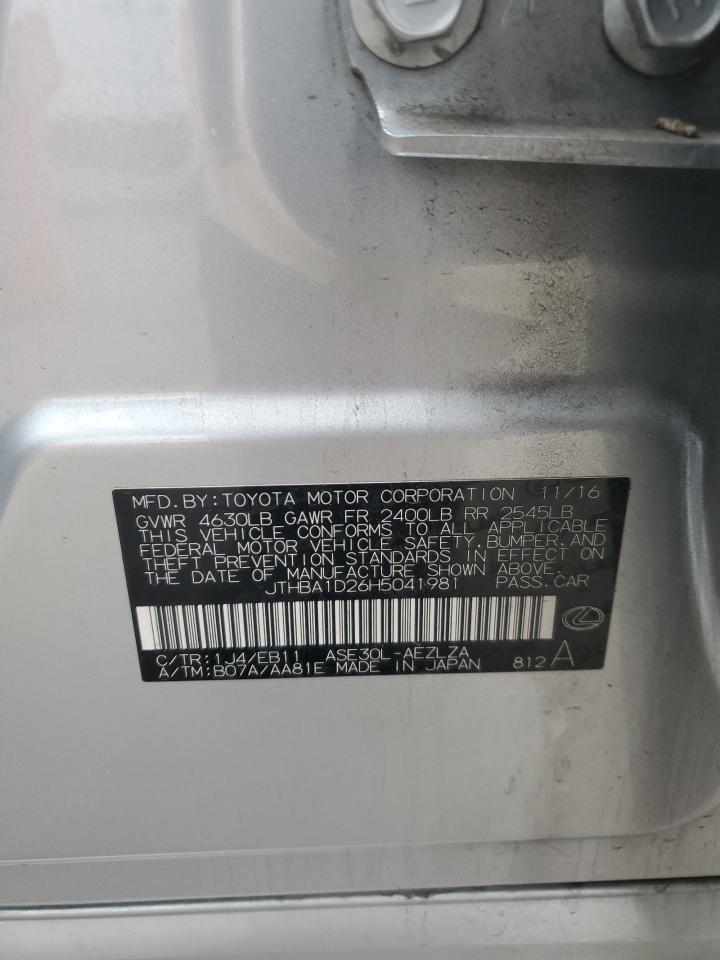 MFD.BY:TOYOTA MOTOR CORPORATION 11/16
GVWR 4630LB GAWR FR 2400LB RR 2545LB
THIS VEHICLE CONFORMS TO ALL APPLICABLE
FEDERAL MOTOR VEHICLE SAFETY, BUMPER, AND
THEFT PREVENTION STANDARDS IN EFFECT ON
THE DATE OF MANUFACTURE SHOWN ABOVE.
JTHBA1D26H5041981 PASS.CAR
C/TR:1J4/EB11 ASE30L-AEZLZA
A/TM:B07A/AA81E MADE IN JAPAN 812 A